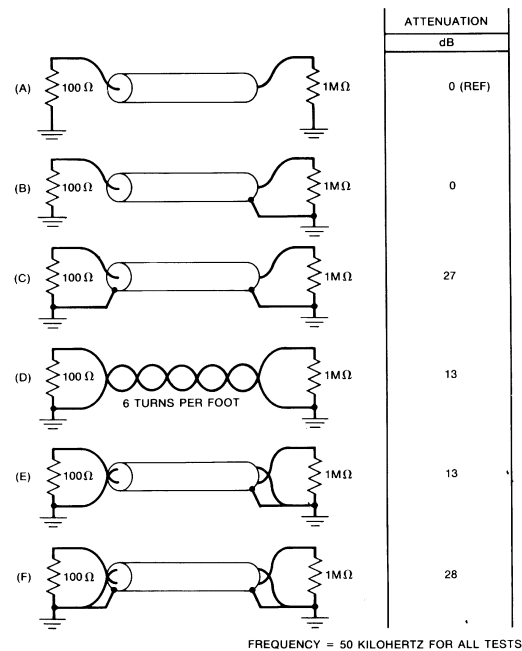 ATTENUATION
dB
(A) 100 Ω 1MΩ 0 (REF)
(B) 100 Ω 1MΩ 0
(C) 100 Ω 1MΩ 27
(D) 100 Ω 1MΩ 13
6 TURNS PER FOOT
(E) 100Ω 1MΩ 13
(F) 100 Ω 1MΩ 28
FREQUENCY = 50 KILOHERTZ FOR ALL TESTS